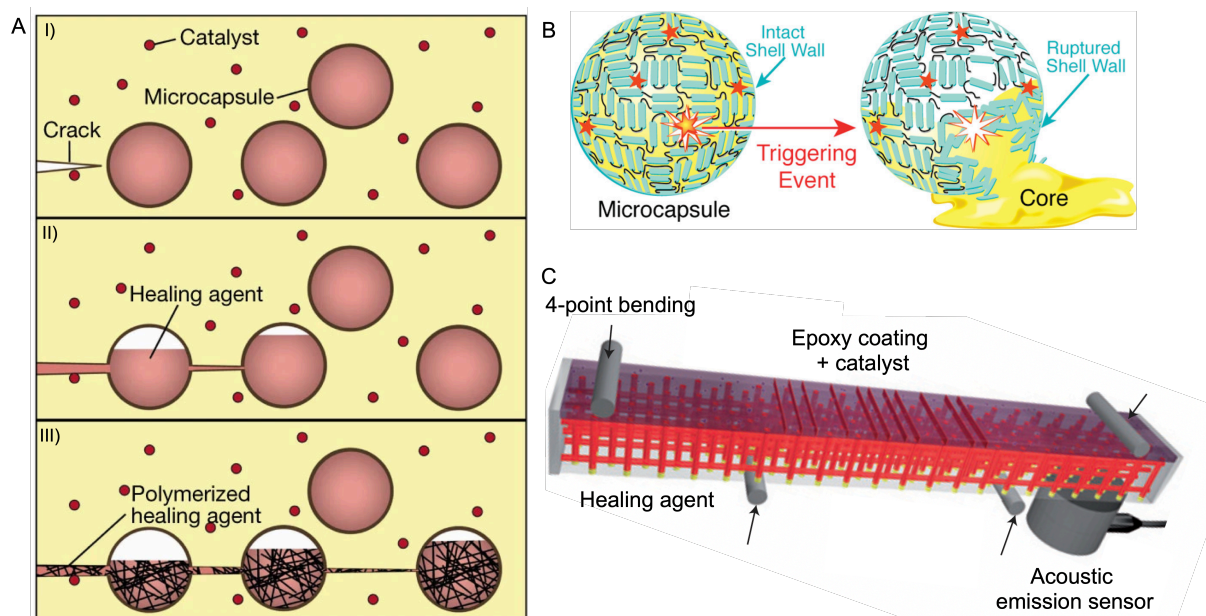 A
I)
Catalyst
Microcapsule
Crack
II)
Healing agent
III)
Polymerized
healing agent
B
Intact
Shell Wall
Ruptured
Shell Wall
Triggering
Event
Microcapsule
Core
C
4-point bending
Epoxy coating
+ catalyst
Healing agent
Acoustic
emission sensor